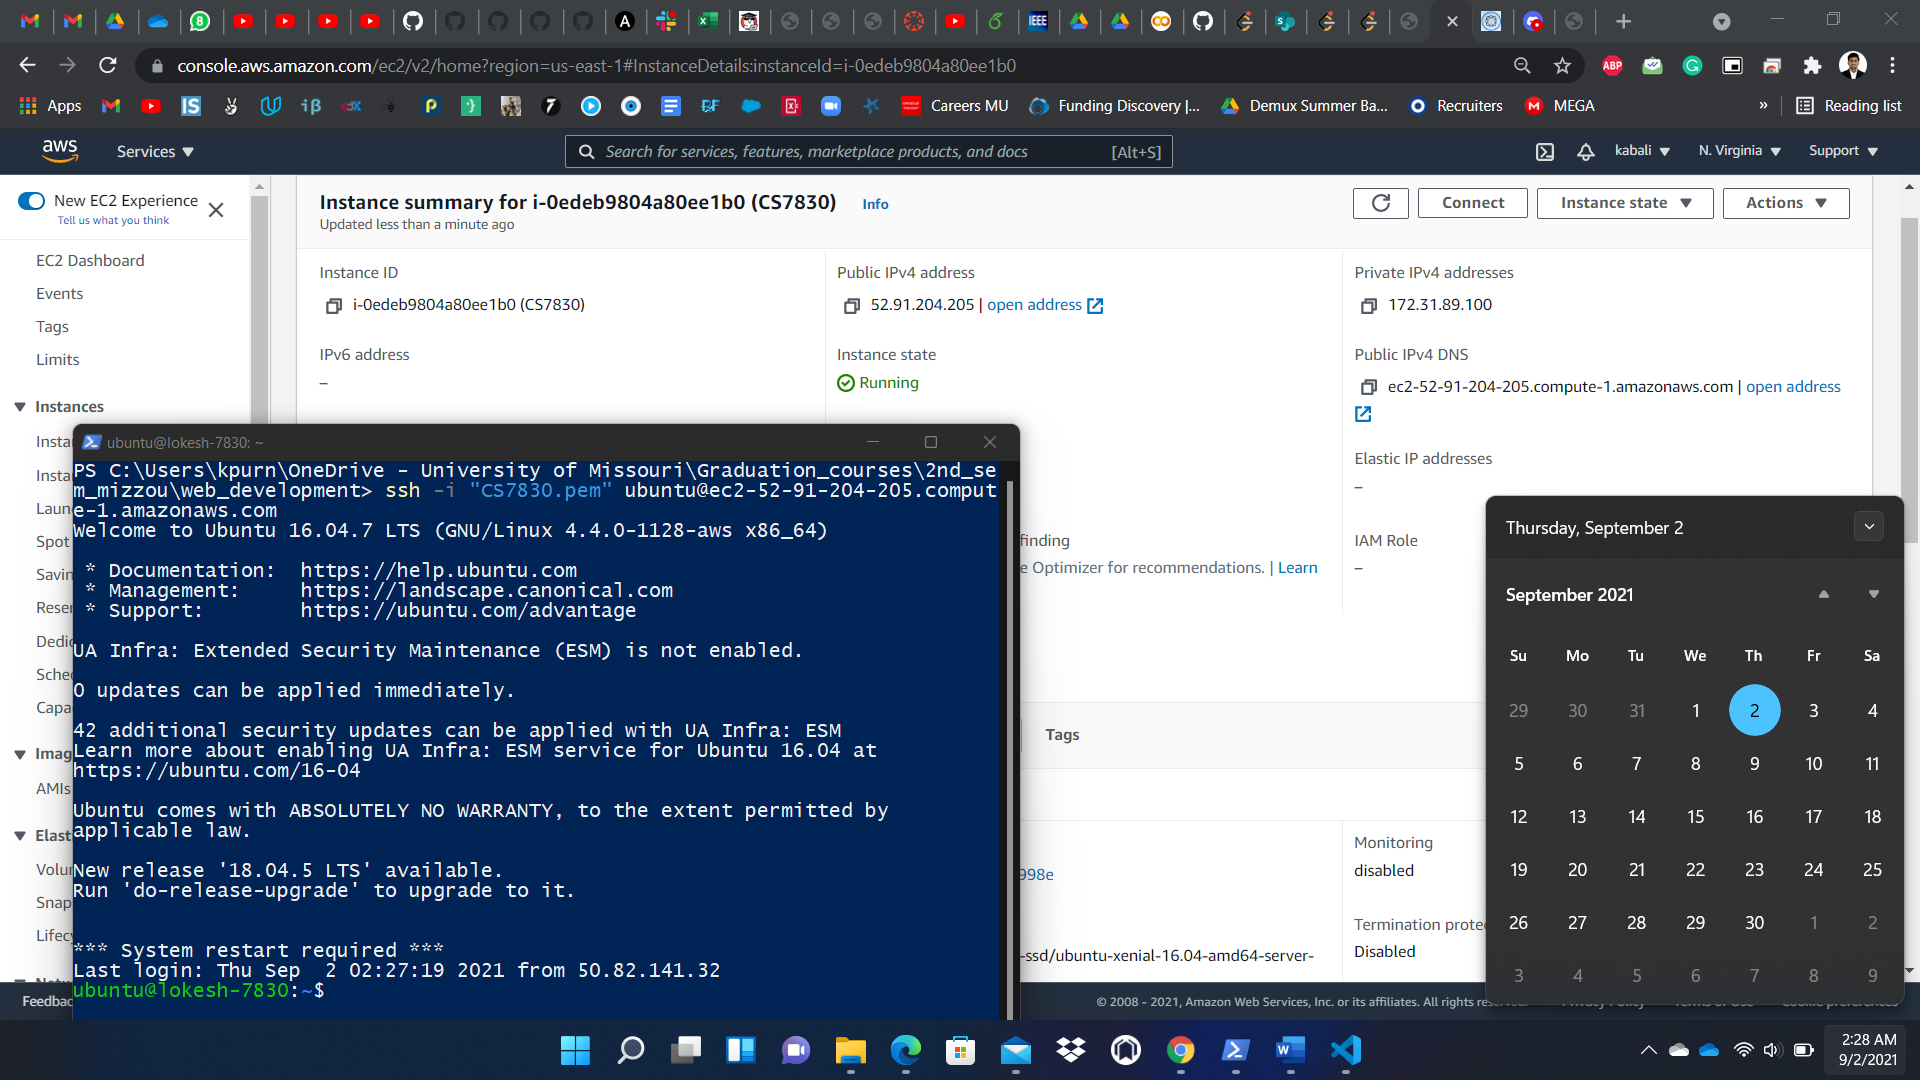 console.aws.amazon.com/ec2/v2/home?region=us-east-1#InstanceDetails:instanceId=i-0edeb9804a80ee1b0
ABP
Apps
Careers MU
Funding Discovery |...
Demux Summer Ba...
Recruiters
MEGA
»
Reading list
aws
Services
Search for services, features, marketplace products, and docs
[Alt+S]
kabali
N. Virginia
Support
New EC2 Experience
Tell us what you think
EC2 Dashboard
Events
Tags
Limits
Instances
Insta
Insta
Laun
Spot
Savin
Reser
Dedic
Sche
Capa
Imag
AMIs
Elast
Volu
Snap
Lifec
Feedbac
Instance summary for i-0edeb9804a80ee1b0 (CS7830)
Info
Updated less than a minute ago
Connect
Instance state
Actions
Instance ID
i-0edeb9804a80ee1b0 (CS7830)
Public IPv4 address
52.91.204.205 | open address
Private IPv4 addresses
172.31.89.100
IPv6 address
–
Instance state
Running
Public IPv4 DNS
ec2-52-91-204-205.compute-1.amazonaws.com | open address
Elastic IP addresses
–
finding
e Optimizer for recommendations. | Learn
IAM Role
–
Tags
998e
Monitoring
disabled
-ssd/ubuntu-xenial-16.04-amd64-server-
Termination prote
Disabled
© 2008 - 2021, Amazon Web Services, Inc. or its affiliates. All rights reserved.
Privacy Policy
Terms of Use
Cookie preferences
ubuntu@lokesh-7830: ~
PS C:\Users\kpurn\OneDrive - University of Missouri\Graduation_courses\2nd_se
m_mizzou\web_development> ssh -i "CS7830.pem" ubuntu@ec2-52-91-204-205.comput
e-1.amazonaws.com
Welcome to Ubuntu 16.04.7 LTS (GNU/Linux 4.4.0-1128-aws x86_64)
* Documentation:  https://help.ubuntu.com
* Management:     https://landscape.canonical.com
* Support:        https://ubuntu.com/advantage
UA Infra: Extended Security Maintenance (ESM) is not enabled.
0 updates can be applied immediately.
42 additional security updates can be applied with UA Infra: ESM
Learn more about enabling UA Infra: ESM service for Ubuntu 16.04 at
https://ubuntu.com/16-04
Ubuntu comes with ABSOLUTELY NO WARRANTY, to the extent permitted by
applicable law.
New release '18.04.5 LTS' available.
Run 'do-release-upgrade' to upgrade to it.
*** System restart required ***
Last login: Thu Sep  2 02:27:19 2021 from 50.82.141.32
ubuntu@lokesh-7830:~$
Thursday, September 2
September 2021
Su Mo Tu We Th Fr Sa
29 30 31 1 2 3 4
5 6 7 8 9 10 11
12 13 14 15 16 17 18
19 20 21 22 23 24 25
26 27 28 29 30 1 2
3 4 5 6 7 8 9
2:28 AM
9/2/2021